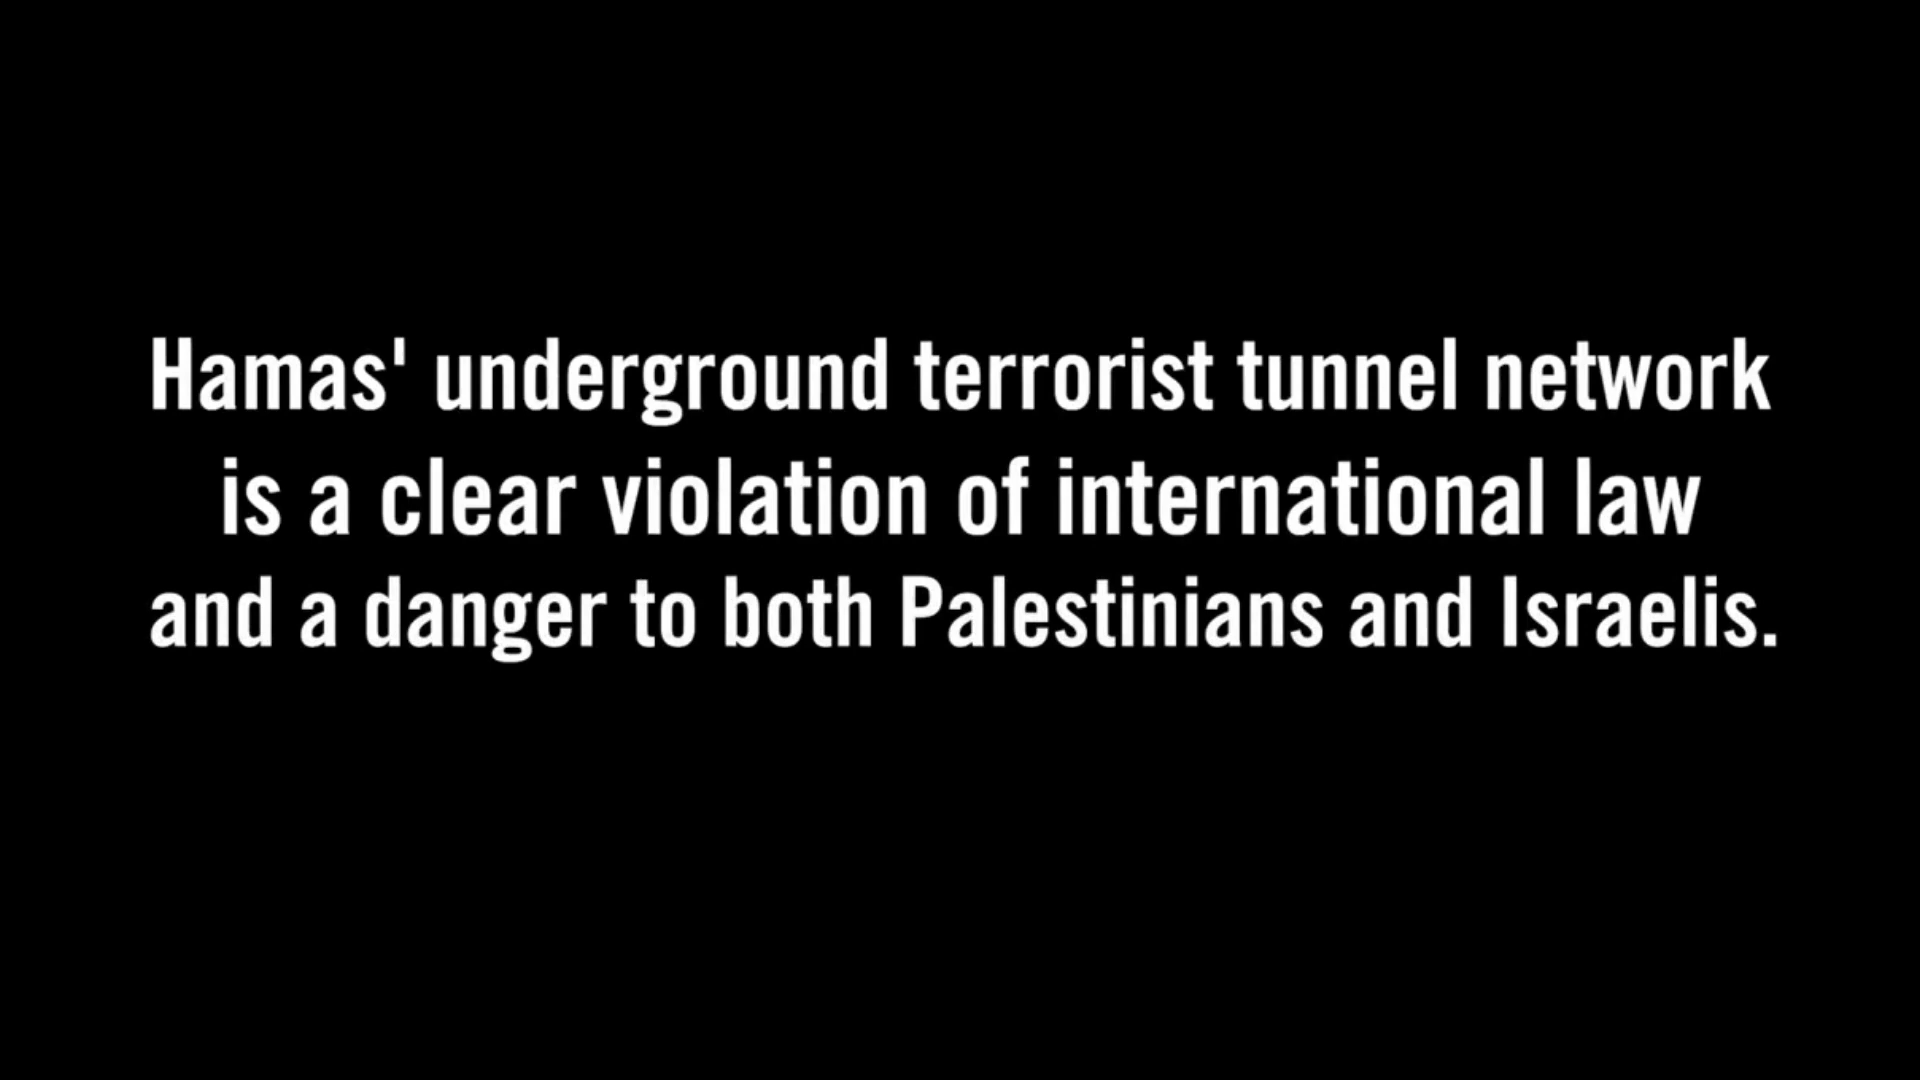 Hamas' underground terrorist tunnel network
is a clear violation of international law
and a danger to both Palestinians and Israelis.